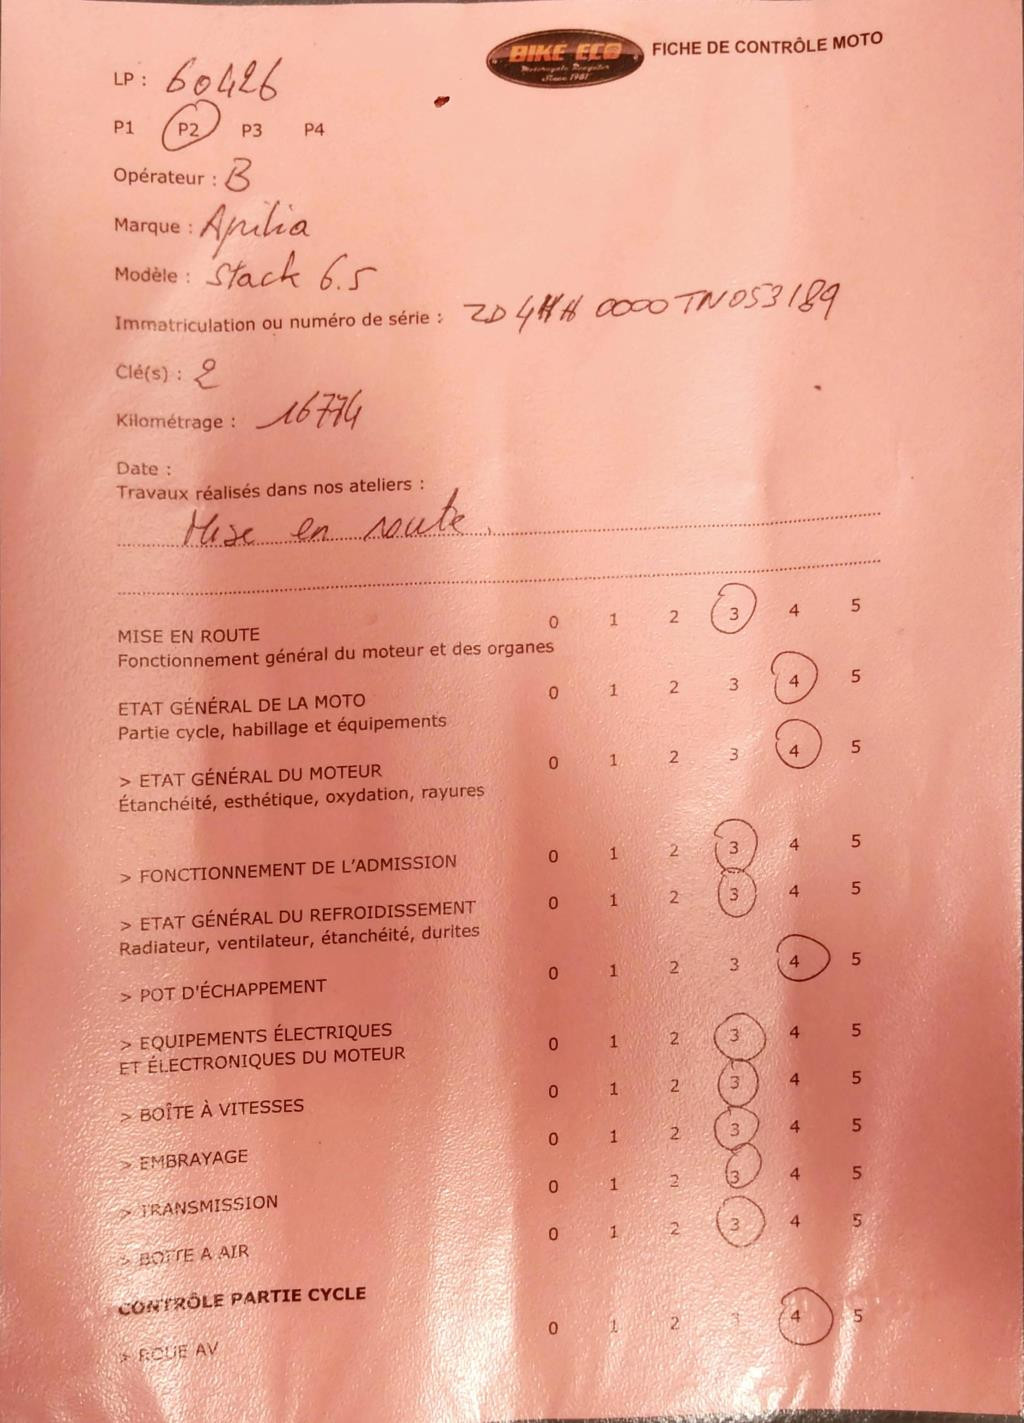 BIKE ECO
Motorcycle Recycler
Since 1981
FICHE DE CONTRÔLE MOTO
LP : 60426
P1 P2 P3 P4
Opérateur : B
Marque : Aprilia
Modèle : Stack 6.5
Immatriculation ou numéro de série : ZD4HH0000TN053189
Clé(s) : 2
Kilométrage : 16774
Date :
Travaux réalisés dans nos ateliers :
Mise en route.
MISE EN ROUTE 0 1 2 3 4 5
Fonctionnement général du moteur et des organes
ETAT GÉNÉRAL DE LA MOTO 0 1 2 3 4 5
Partie cycle, habillage et équipements
> ETAT GÉNÉRAL DU MOTEUR 0 1 2 3 4 5
Étanchéité, esthétique, oxydation, rayures
> FONCTIONNEMENT DE L'ADMISSION 0 1 2 3 4 5
> ETAT GÉNÉRAL DU REFROIDISSEMENT 0 1 2 3 4 5
Radiateur, ventilateur, étanchéité, durites
> POT D'ÉCHAPPEMENT 0 1 2 3 4 5
> EQUIPEMENTS ÉLECTRIQUES
ET ÉLECTRONIQUES DU MOTEUR 0 1 2 3 4 5
> BOÎTE À VITESSES 0 1 2 3 4 5
> EMBRAYAGE 0 1 2 3 4 5
> TRANSMISSION 0 1 2 3 4 5
> BOITE A AIR 0 1 2 3 4 5
CONTRÔLE PARTIE CYCLE
> ROUE AV 0 1 2 3 4 5